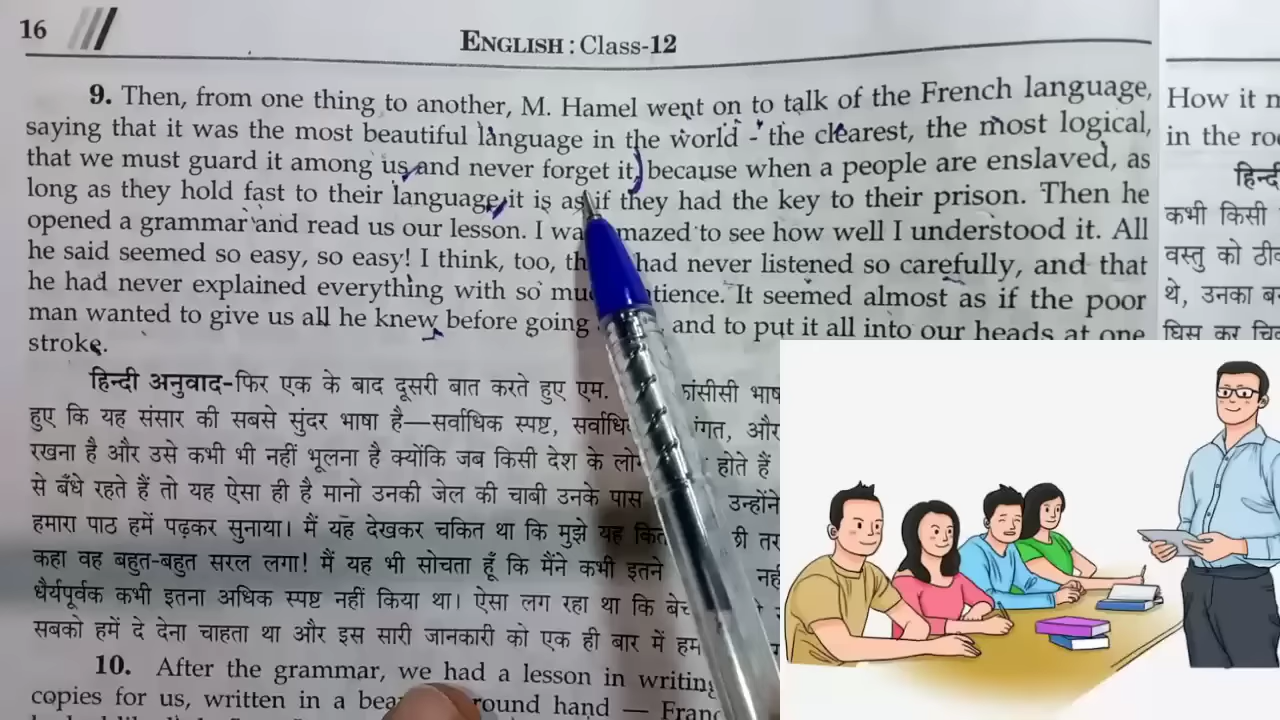 16
ENGLISH : Class-12
9. Then, from one thing to another, M. Hamel went on to talk of the French language,
saying that it was the most beautiful language in the world - the clearest, the most logical,
that we must guard it among us and never forget it, because when a people are enslaved, as
long as they hold fast to their language it is as if they had the key to their prison. Then he
opened a grammar and read us our lesson. I was amazed to see how well I understood it. All
he said seemed so easy, so easy! I think, too, had never listened so carefully, and that
he had never explained everything with so patience. It seemed almost as if the poor
man wanted to give us all he knew before going and to put it all into our heads at one
stroke.
हिन्दी अनुवाद-फिर एक के बाद दूसरी बात करते हुए एम. फ्रांसीसी
हुए कि यह संसार की सबसे सुंदर भाषा है—सर्वाधिक स्पष्ट, और
रखना है और उसे कभी भी नहीं भूलना है क्योंकि जब किसी देश के होते हैं
से बँधे रहते हैं तो यह ऐसा ही है मानो उनकी जेल की चाबी उनके पास उन्होंने
हमारा पाठ हमें पढ़कर सुनाया। मैं यह देखकर चकित था कि मुझे यह
कहा वह बहुत-बहुत सरल लगा! मैं यह भी सोचता हूँ कि मैंने कभी इतने
धैर्यपूर्वक कभी इतना अधिक स्पष्ट नहीं किया था। ऐसा लग रहा था कि
सबको हमें दे देना चाहता था और इस सारी जानकारी को एक ही बार में
10. After the grammar, we had a lesson in writing
copies for us, written in a round hand —
How it
in the
हिन्दी
कभी किसी
वस्तु को
थे, उनका
घिस कर